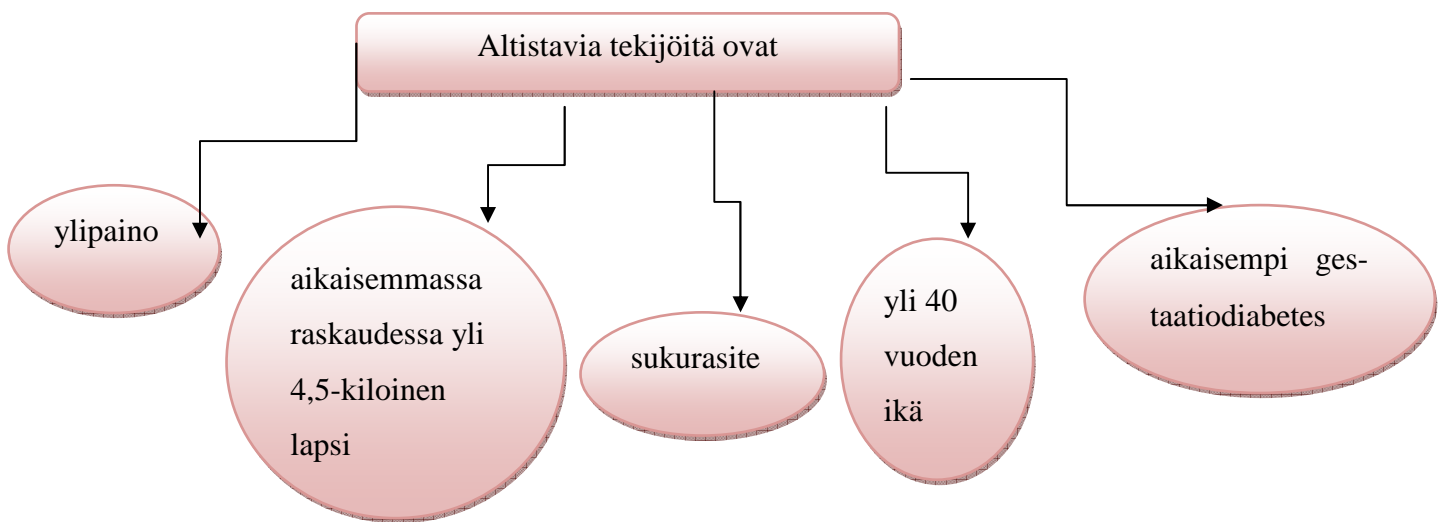 Altistavia tekijöitä ovat
ylipaino
aikaisemmassa
raskaudessa yli
4,5-kiloinen
lapsi
sukurasite
yli 40
vuoden
ikä
aikaisempi ges-
taatiodiabetes